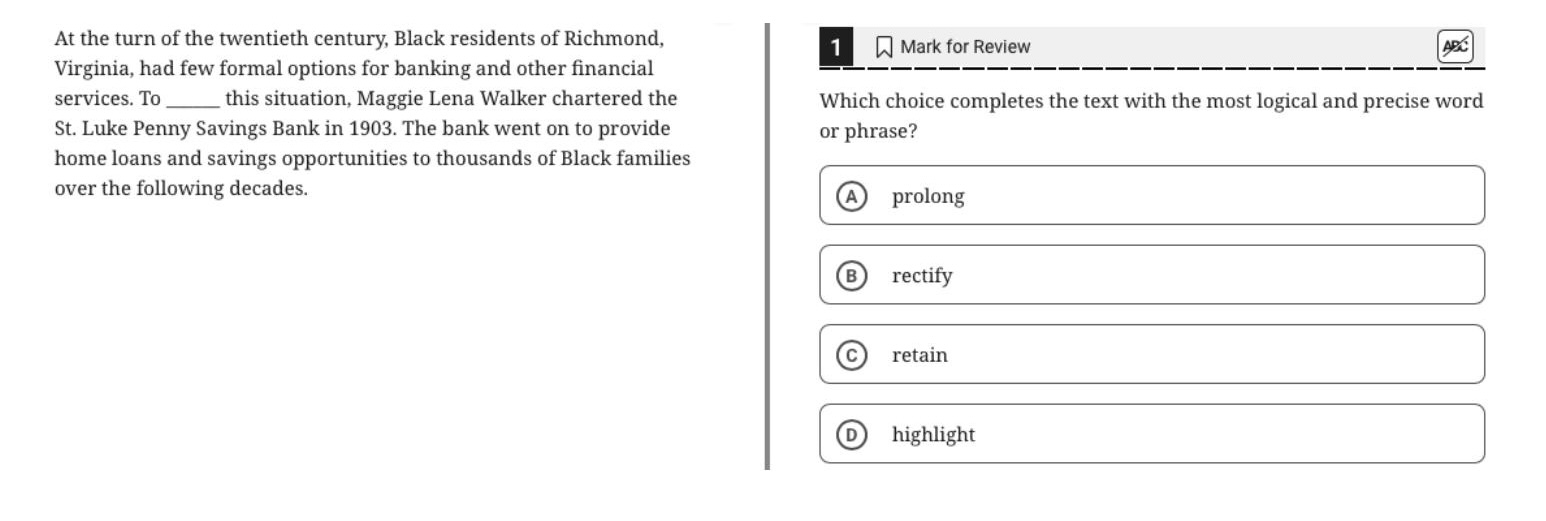 At the turn of the twentieth century, Black residents of Richmond,
Virginia, had few formal options for banking and other financial
services. To ______ this situation, Maggie Lena Walker chartered the
St. Luke Penny Savings Bank in 1903. The bank went on to provide
home loans and savings opportunities to thousands of Black families
over the following decades.
1 Mark for Review ABC
Which choice completes the text with the most logical and precise word
or phrase?
A prolong
B rectify
C retain
D highlight